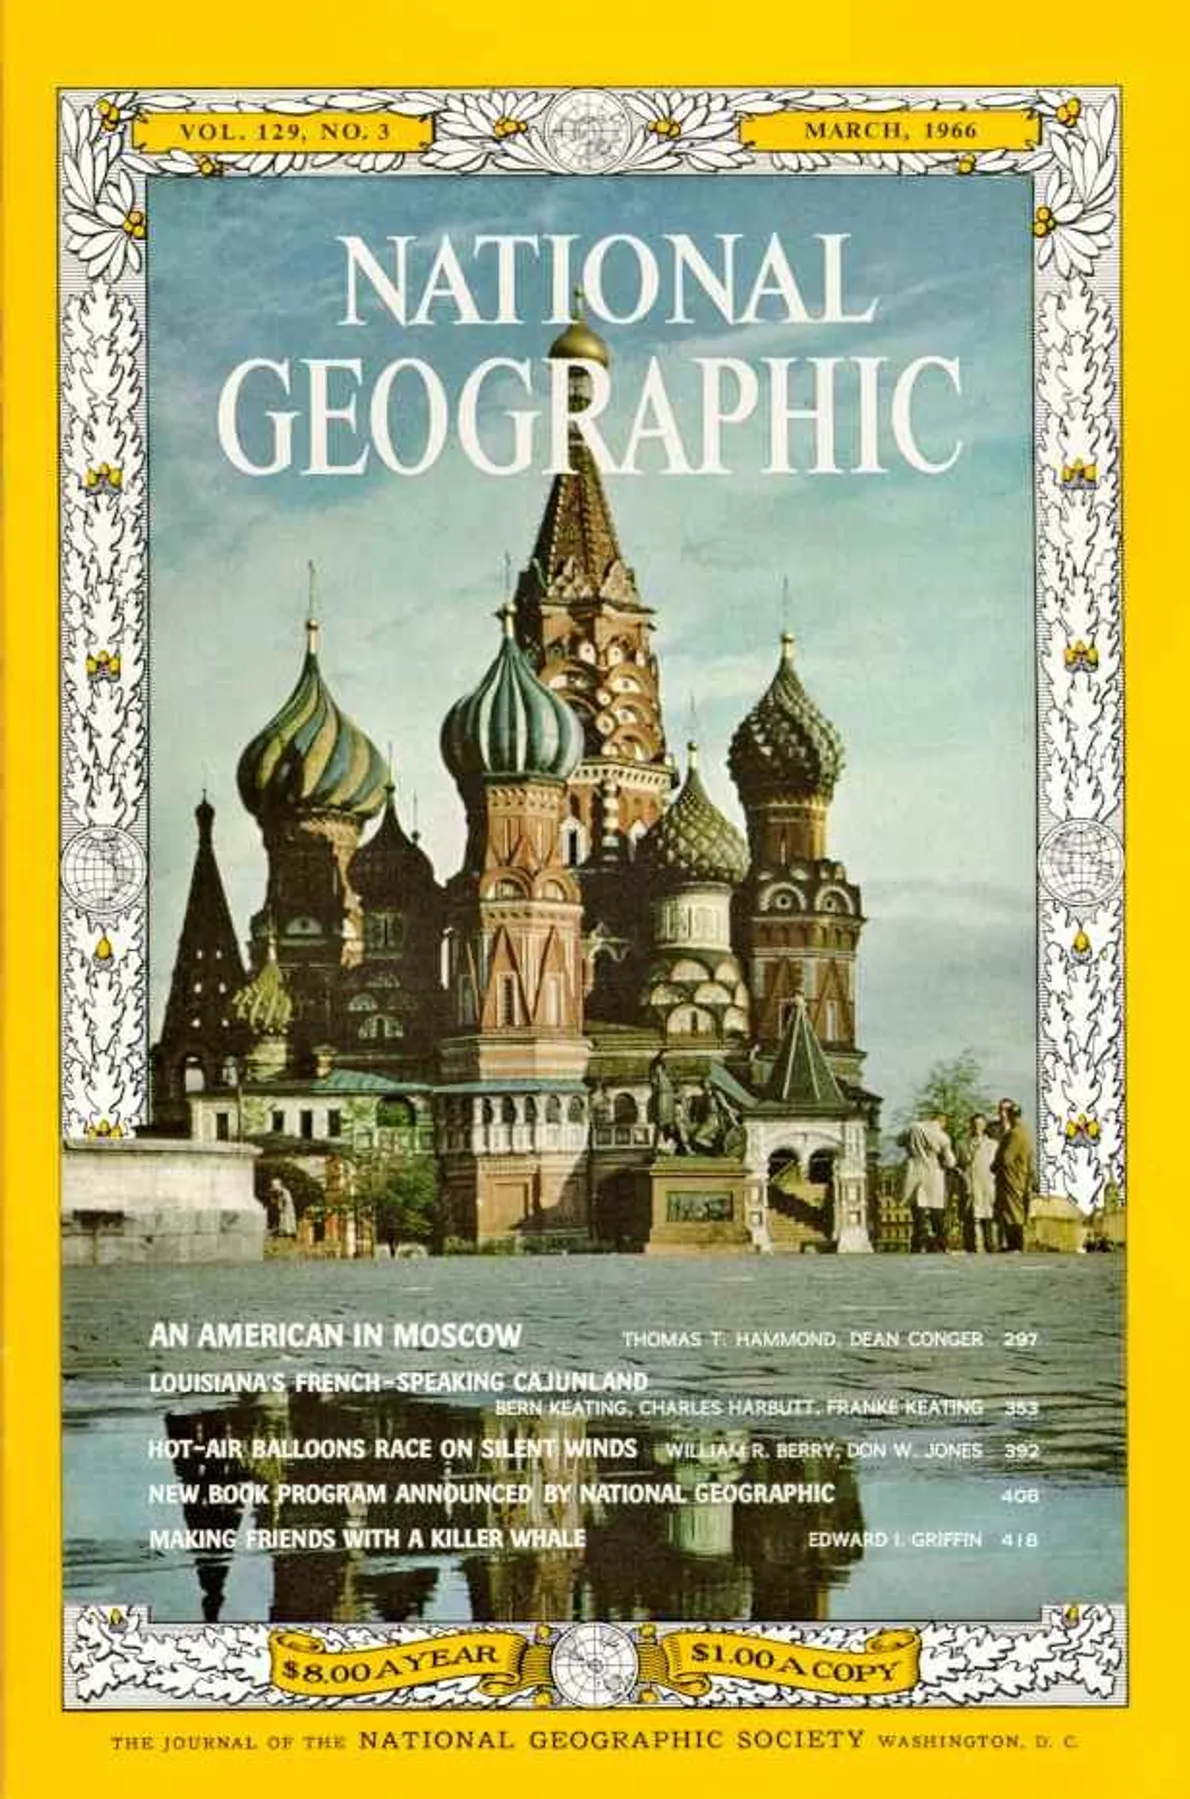 VOL. 129, NO. 3
MARCH, 1966
NATIONAL
GEOGRAPHIC
AN AMERICAN IN MOSCOW THOMAS T. HAMMOND, DEAN CONGER 297
LOUISIANA'S FRENCH-SPEAKING CAJUNLAND
BERN KEATING, CHARLES HARBUTT, FRANKE KEATING 353
HOT-AIR BALLOONS RACE ON SILENT WINDS WILLIAM R. BERRY, DON W. JONES 392
NEW BOOK PROGRAM ANNOUNCED BY NATIONAL GEOGRAPHIC 408
MAKING FRIENDS WITH A KILLER WHALE EDWARD I. GRIFFIN 418
$8.00 A YEAR
$1.00 A COPY
THE JOURNAL OF THE NATIONAL GEOGRAPHIC SOCIETY WASHINGTON, D. C.